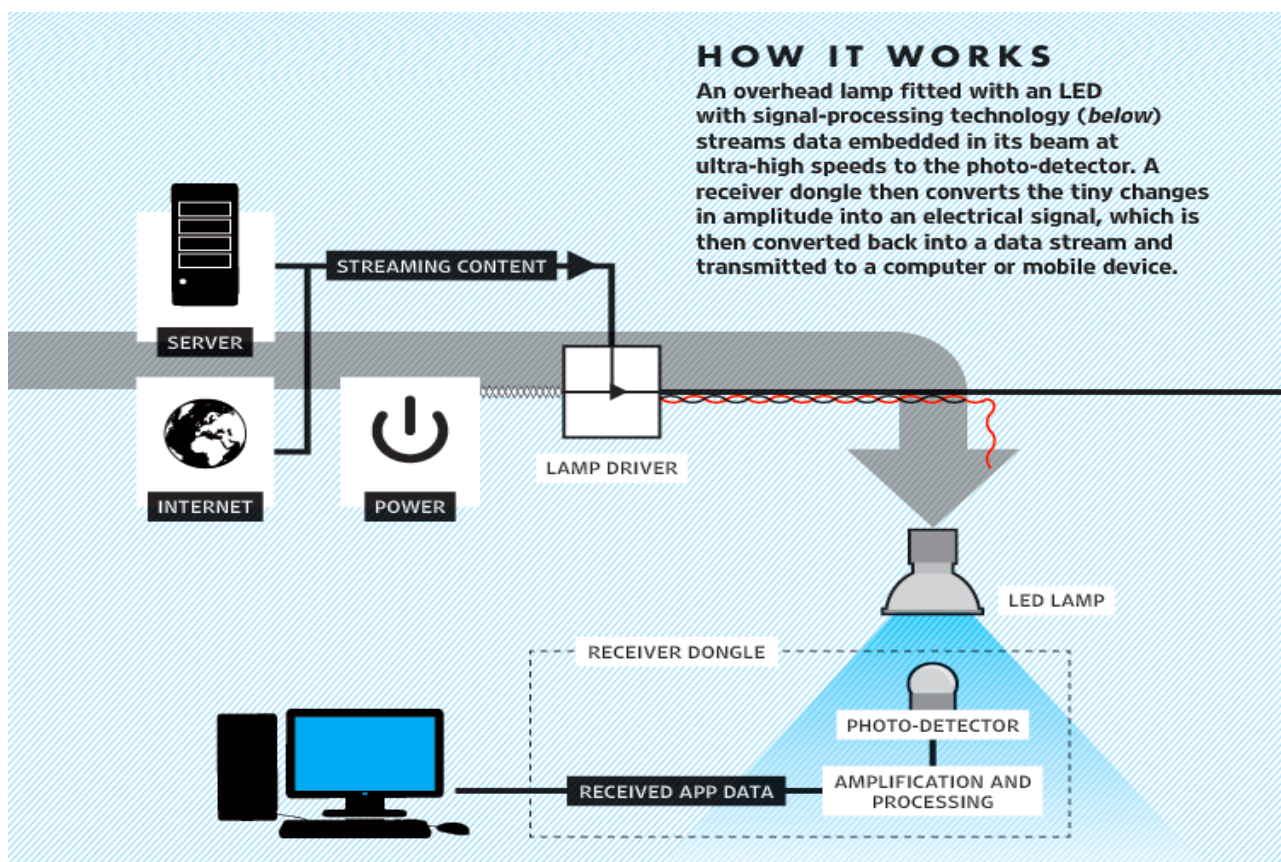 HOW IT WORKS
An overhead lamp fitted with an LED
with signal-processing technology (below)
streams data embedded in its beam at
ultra-high speeds to the photo-detector. A
receiver dongle then converts the tiny changes
in amplitude into an electrical signal, which is
then converted back into a data stream and
transmitted to a computer or mobile device.
STREAMING CONTENT
SERVER
INTERNET
POWER
LAMP DRIVER
LED LAMP
RECEIVER DONGLE
PHOTO-DETECTOR
RECEIVED APP DATA
AMPLIFICATION AND
PROCESSING